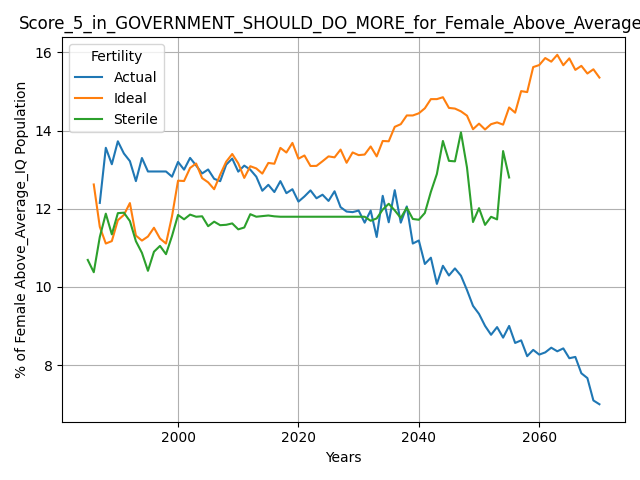 Score_5_in_GOVERNMENT_SHOULD_DO_MORE_for_Female_Above_Average
Fertility
Actual
Ideal
Sterile
% of Female Above_Average_IQ Population
16
14
12
10
8
2000 2020 2040 2060
Years